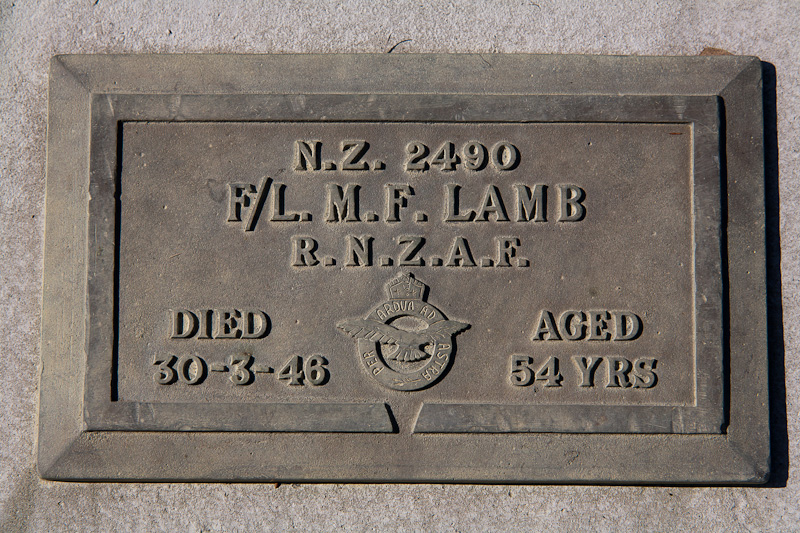 N.Z. 2490
F/L. M.F. LAMB
R.N.Z.A.F.
PER ARDUA AD ASTRA
DIED
30-3-46
AGED
54 YRS